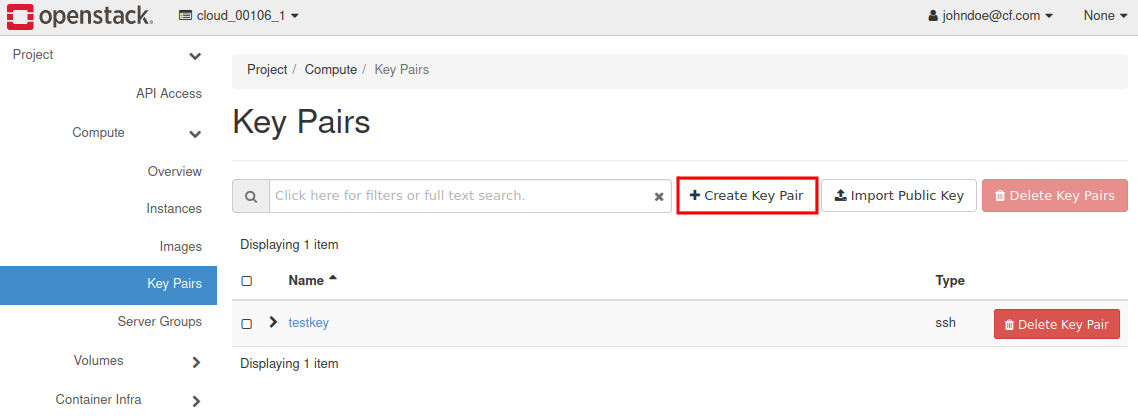 openstack. cloud_00106_1 johndoe@cf.com None
Project
API Access
Compute
Overview
Instances
Images
Key Pairs
Server Groups
Volumes
Container Infra
Project / Compute / Key Pairs
Key Pairs
Click here for filters or full text search. Create Key Pair Import Public Key Delete Key Pairs
Displaying 1 item
Name Type
testkey ssh Delete Key Pair
Displaying 1 item